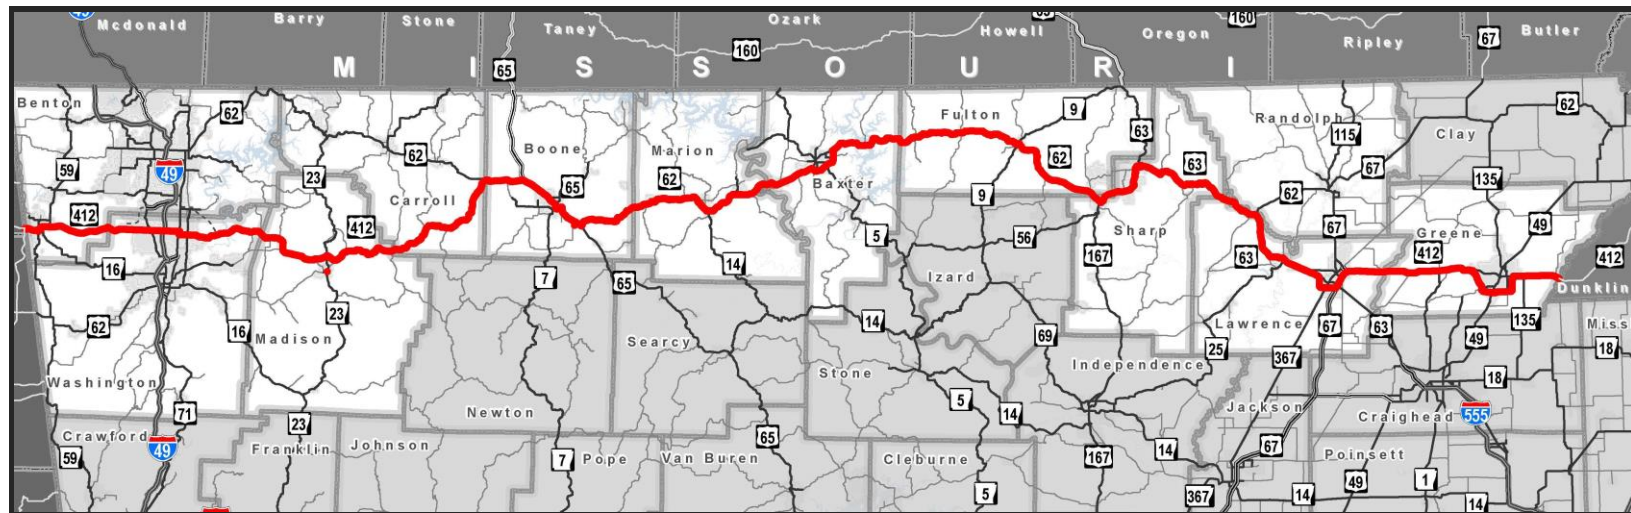 49
Mcdonald
Barry
Stone
Taney
Ozark
Howell
63
Oregon
160
Ripley
67
Butler
160
65
M I S S O U R I
Benton
62
Fulton
9
Randolph
115
62
Clay
63
63
67
59
49
62
23
Boone
65
Marion
62
Baxter
62
9
62
135
Carroll
412
412
5
56
Sharp
167
63
67
Greene
412
49
412
16
7
65
14
Izard
Dunklin
62
16
23
Madison
Searcy
14
69
Lawrence
67
63
49
135
Miss
18
Washington
71
Newton
Stone
Independence
25
367
18
Crawford
49
59
23
Franklin
Johnson
7
Pope
65
Van Buren
5
14
Cleburne
5
167
14
Jackson
67
367
14
Craighead
555
Poinsett
49
1
14